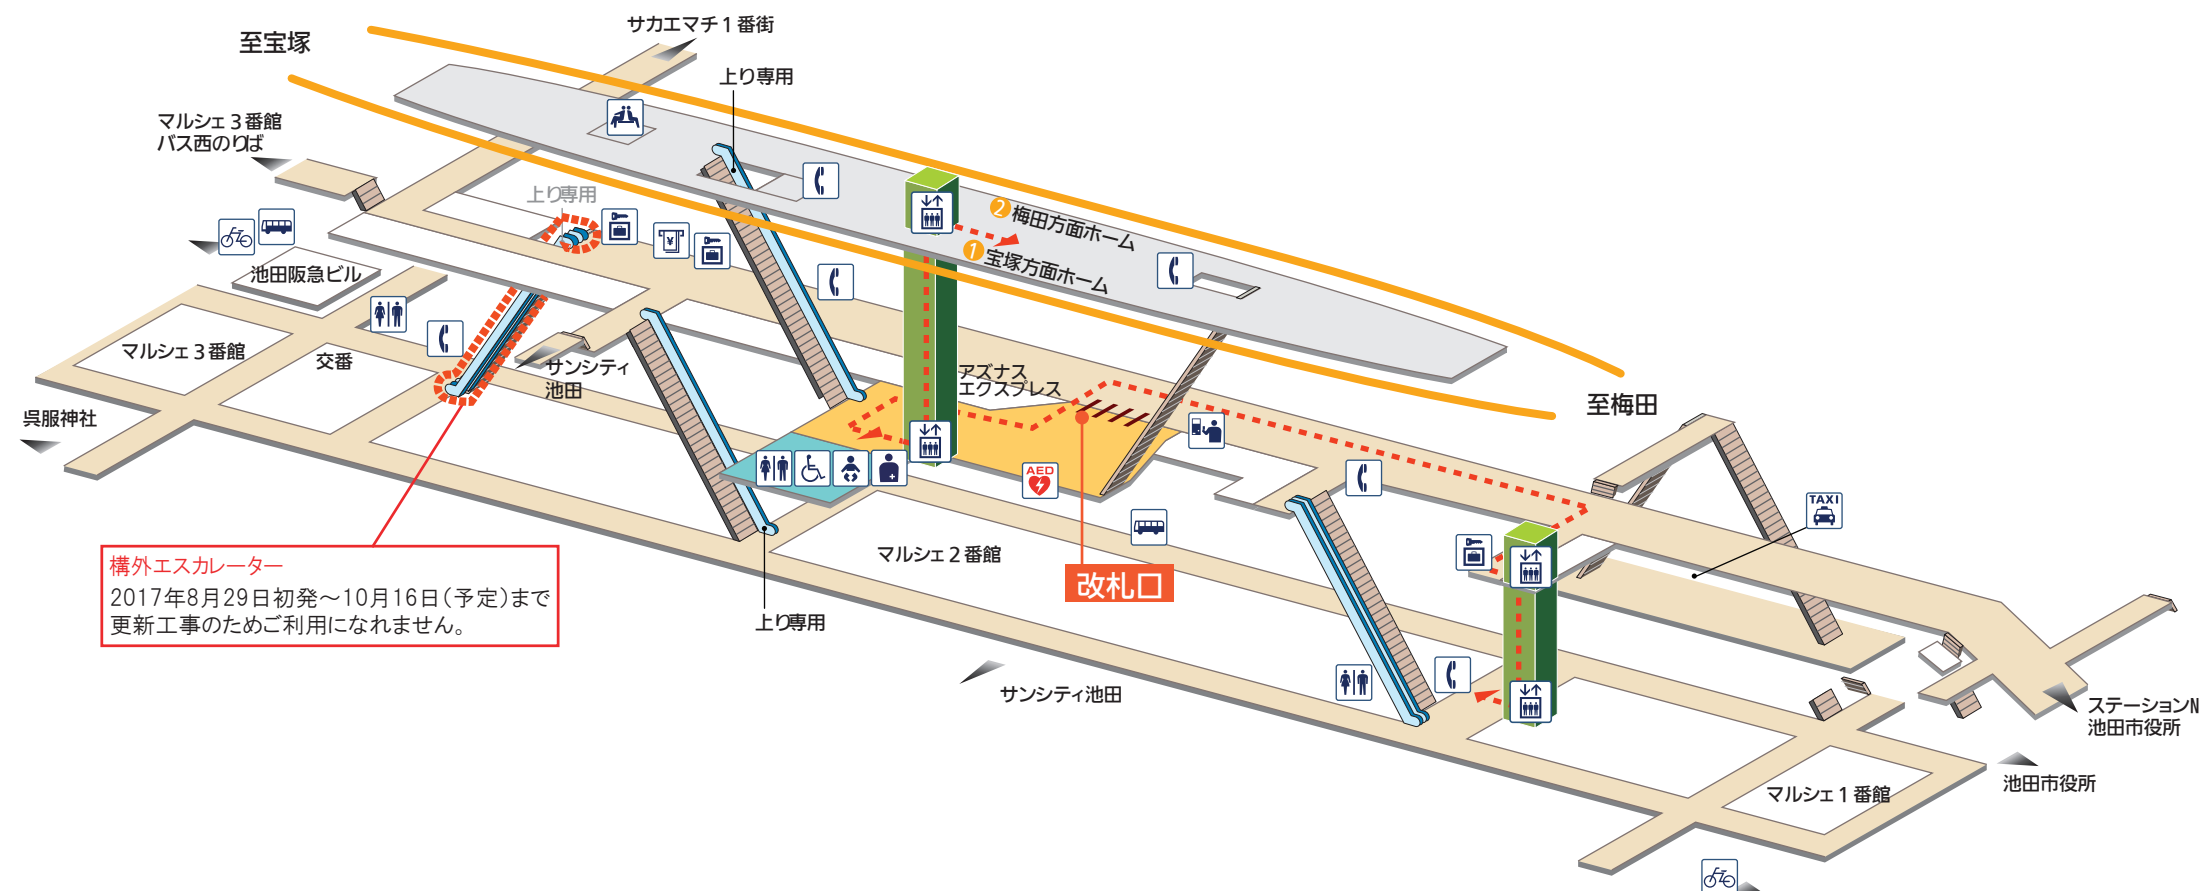 サカエマチ1番街
至宝塚
上り専用
マルシェ3番館
バス西のりば
上り専用
¥
2 梅田方面ホーム
1 宝塚方面ホーム
池田阪急ビル
マルシェ3番館
交番
サンシティ
池田
アズナス
エクスプレス
至梅田
呉服神社
AED
TAXI
マルシェ2番館
改札口
構外エスカレーター
2017年8月29日初発～10月16日(予定)まで
更新工事のためご利用になれません。
上り専用
サンシティ池田
ステーションN
池田市役所
池田市役所
マルシェ1番館